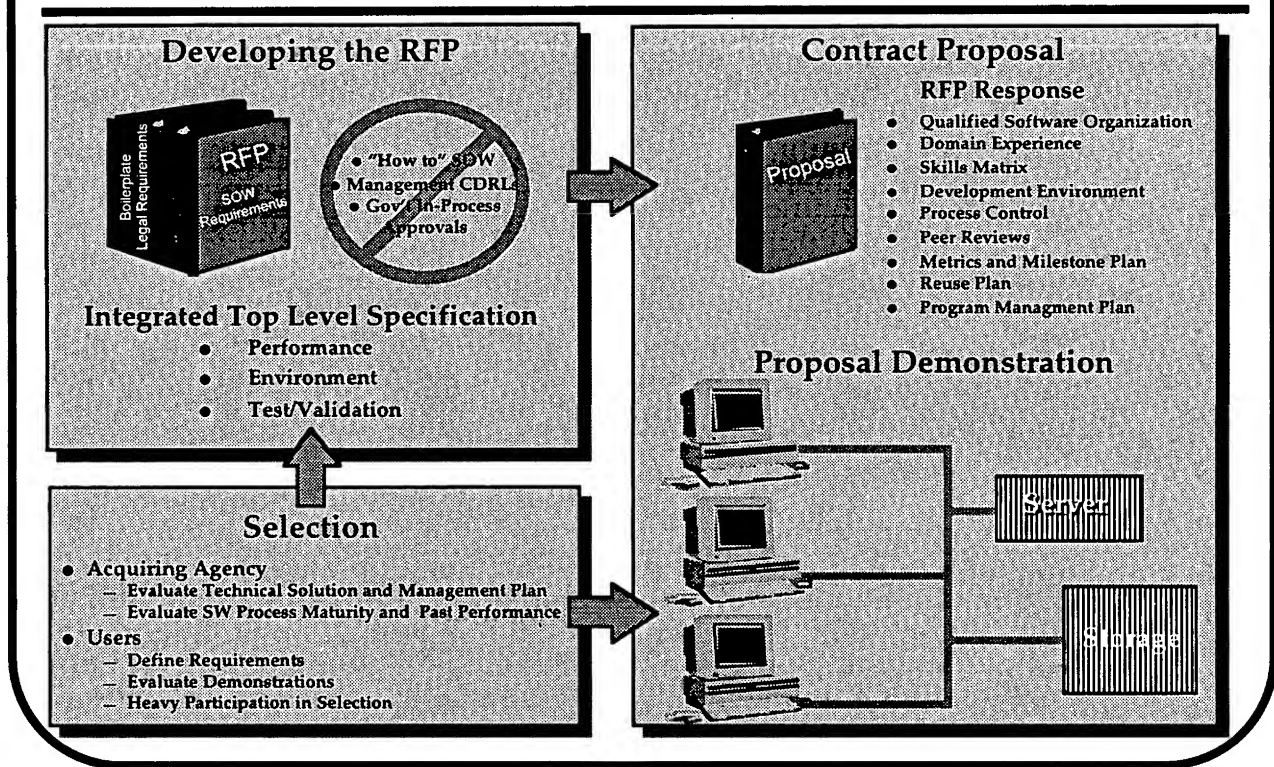 Developing the RFP
Boilerplate
Legal Requirements
RFP
SOW
Requirements
● "How to" SOW
● Management CDRLs
● Gov't In-Process
Approvals
Integrated Top Level Specification
● Performance
● Environment
● Test/Validation
Selection
● Acquiring Agency
— Evaluate Technical Solution and Management Plan
— Evaluate SW Process Maturity and Past Performance
● Users
— Define Requirements
— Evaluate Demonstrations
— Heavy Participation in Selection
Contract Proposal
RFP Response
Proposal
● Qualified Software Organization
● Domain Experience
● Skills Matrix
● Development Environment
● Process Control
● Peer Reviews
● Metrics and Milestone Plan
● Reuse Plan
● Program Managment Plan
Proposal Demonstration
Server
Storage